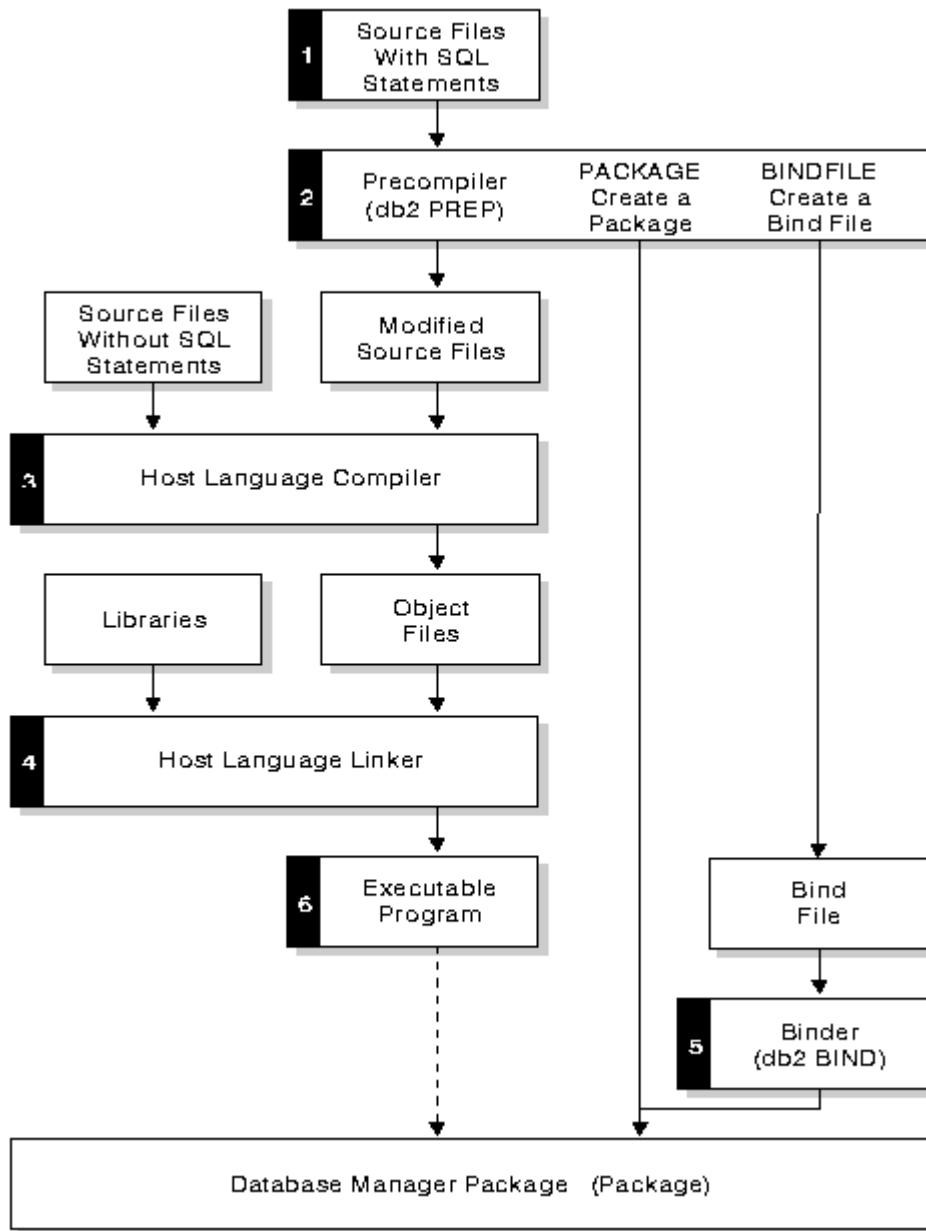 1
Source Files
With SQL
Statements
2
Precompiler
(db2 PREP)
PACKAGE
Create a
Package
BINDFILE
Create a
Bind File
Source Files
Without SQL
Statements
Modified
Source Files
3
Host Language Compiler
Libraries
Object
Files
4
Host Language Linker
6
Executable
Program
Bind
File
5
Binder
(db2 BIND)
Database Manager Package (Package)